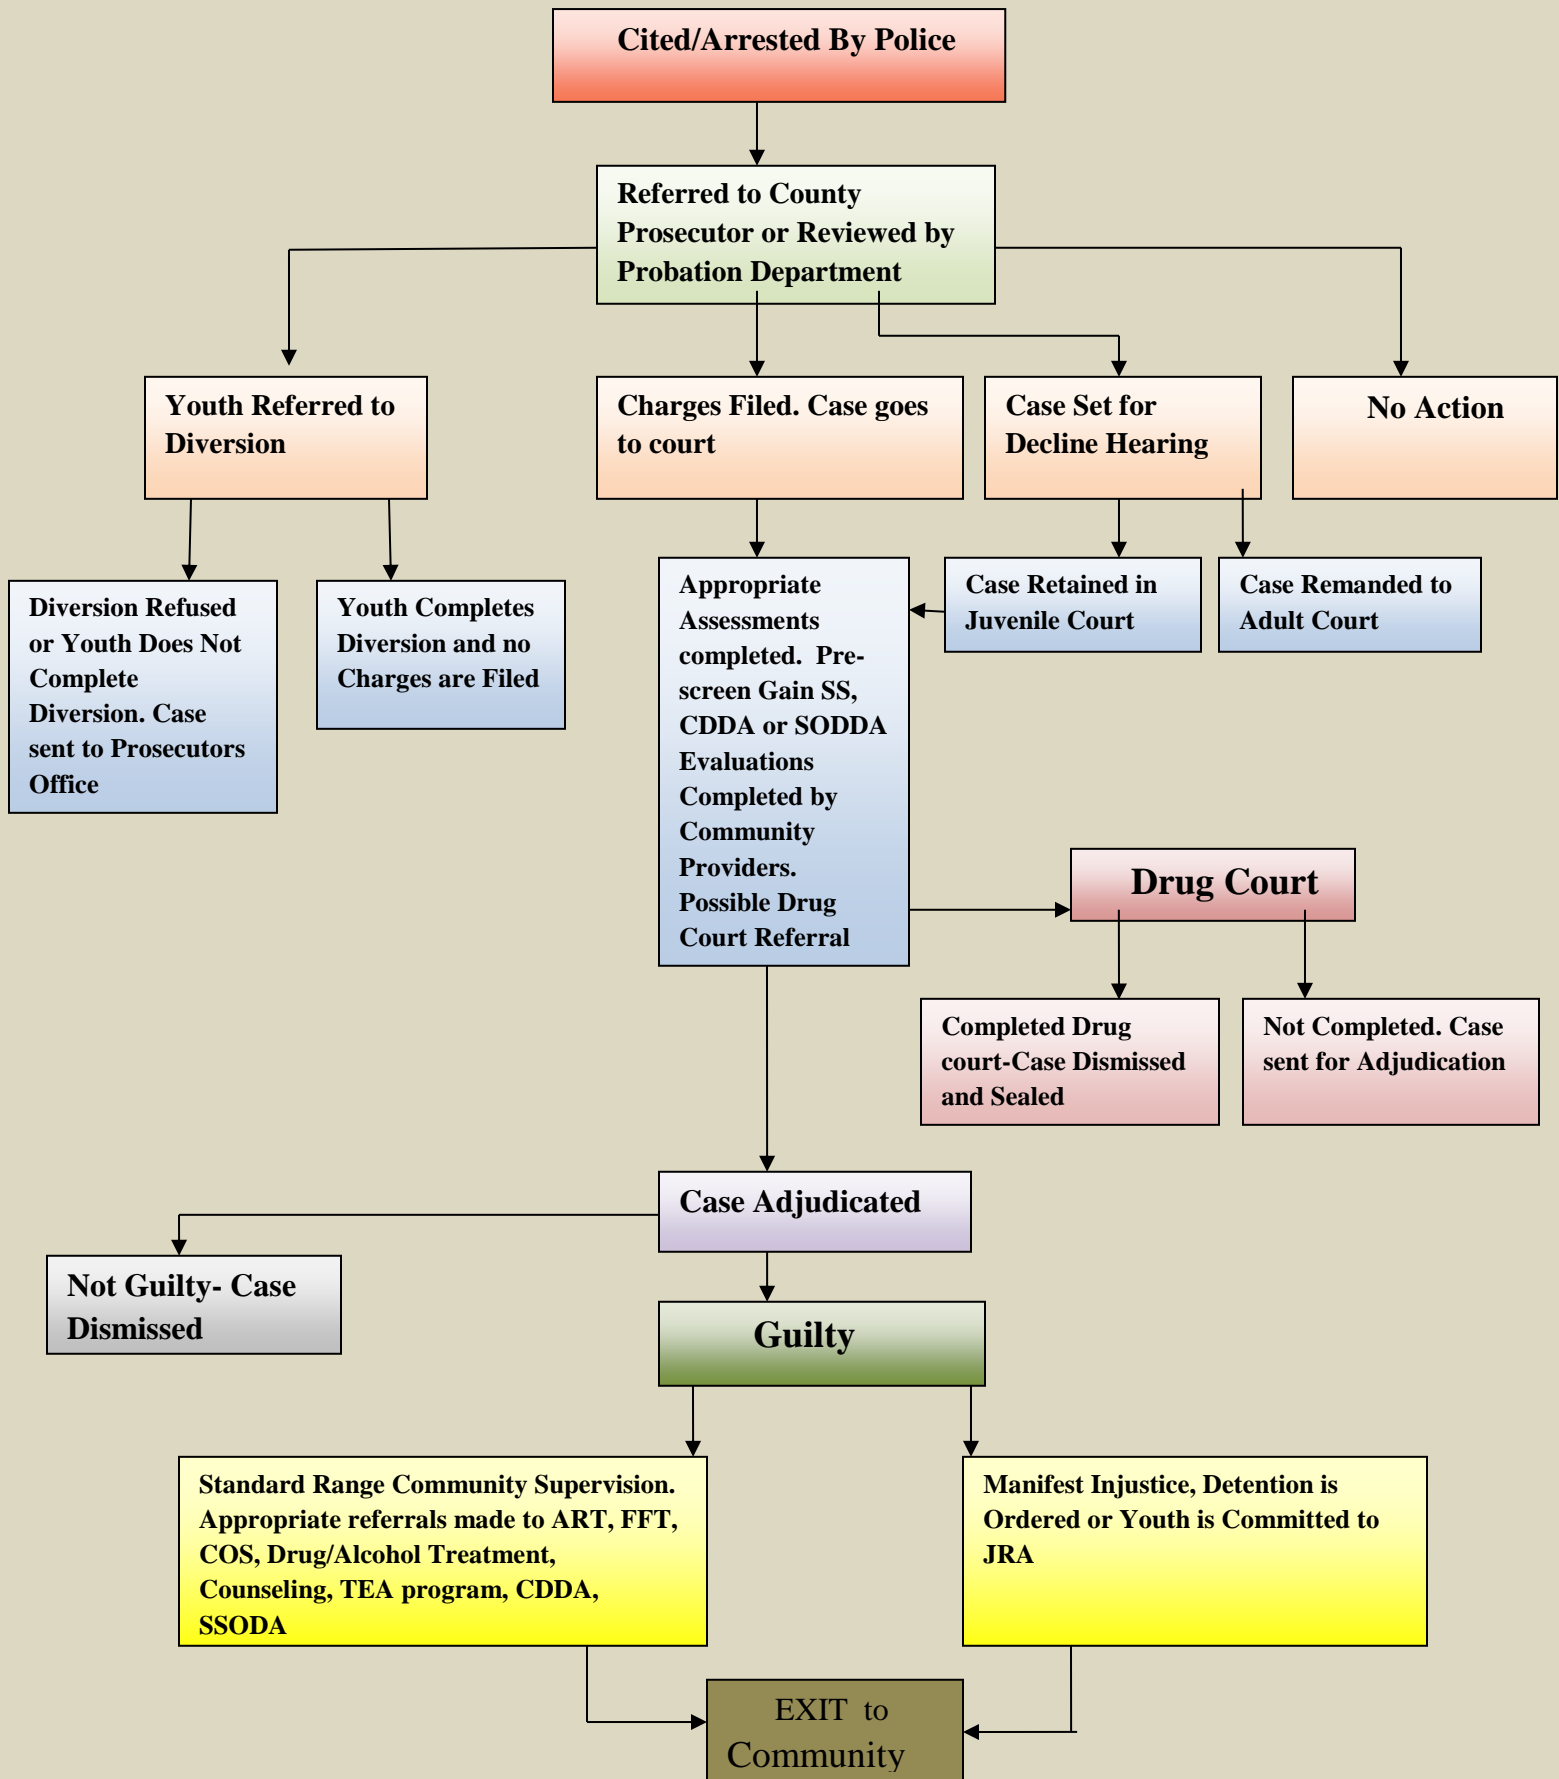 Cited/Arrested By Police
Referred to County
Prosecutor or Reviewed by
Probation Department
Youth Referred to
Diversion
Charges Filed. Case goes
to court
Case Set for
Decline Hearing
No Action
Diversion Refused
or Youth Does Not
Complete
Diversion. Case
sent to Prosecutors
Office
Youth Completes
Diversion and no
Charges are Filed
Appropriate
Assessments
completed.  Pre-
screen Gain SS,
CDDA or SODDA
Evaluations
Completed by
Community
Providers.
Possible Drug
Court Referral
Case Retained in
Juvenile Court
Case Remanded to
Adult Court
Drug Court
Completed Drug
court-Case Dismissed
and Sealed
Not Completed. Case
sent for Adjudication
Case Adjudicated
Not Guilty- Case
Dismissed
Guilty
Standard Range Community Supervision.
Appropriate referrals made to ART, FFT,
COS, Drug/Alcohol Treatment,
Counseling, TEA program, CDDA,
SSODA
Manifest Injustice, Detention is
Ordered or Youth is Committed to
JRA
EXIT  to
Community